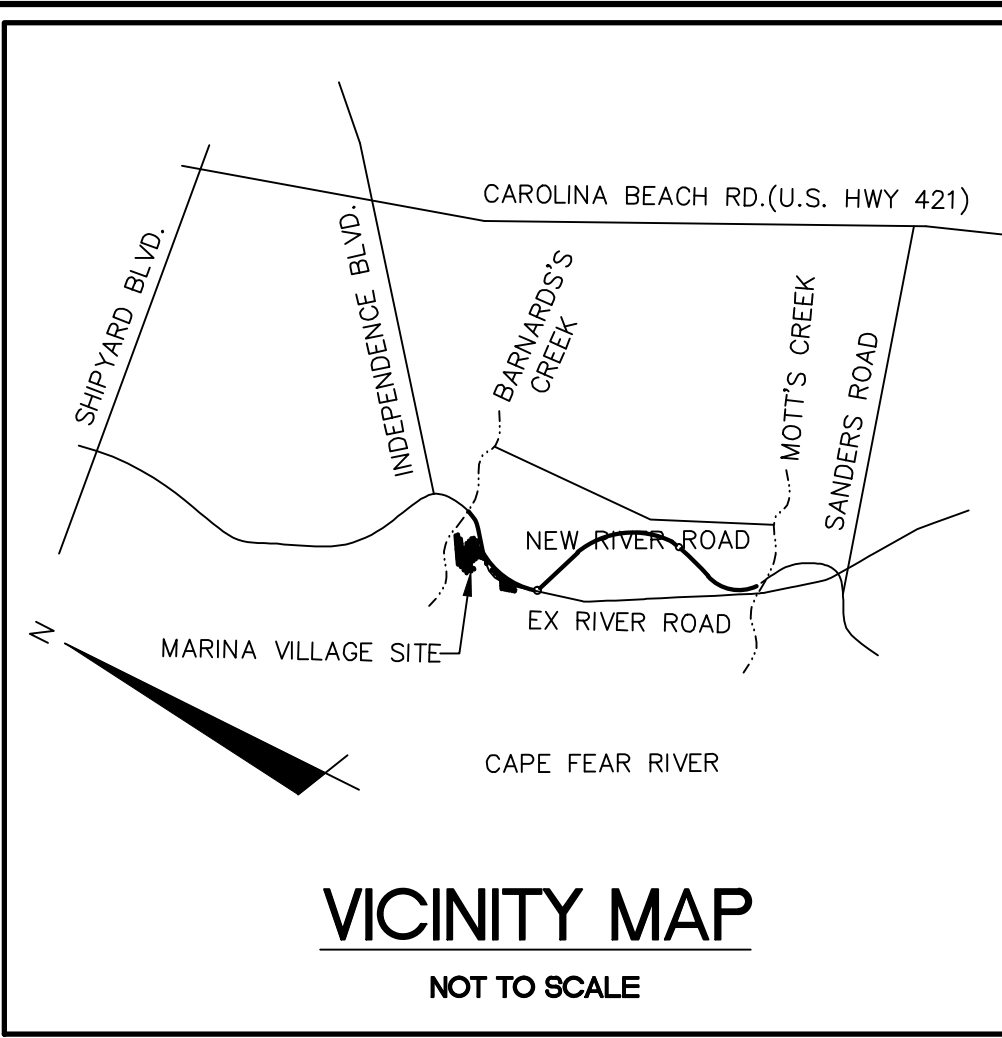 CAROLINA BEACH RD.(U.S. HWY 421)
SHIPYARD BLVD.
INDEPENDENCE BLVD.
BARNARDS'S
CREEK
MOTT'S CREEK
SANDERS ROAD
NEW RIVER ROAD
EX RIVER ROAD
N
MARINA VILLAGE SITE
CAPE FEAR RIVER
VICINITY MAP
NOT TO SCALE